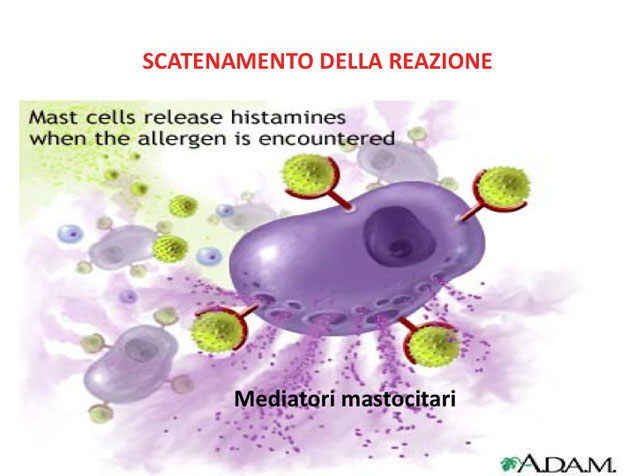 SCATENAMENTO DELLA REAZIONE
Mast cells release histamines
when the allergen is encountered
Mediatori mastocitari
A.D.A.M.